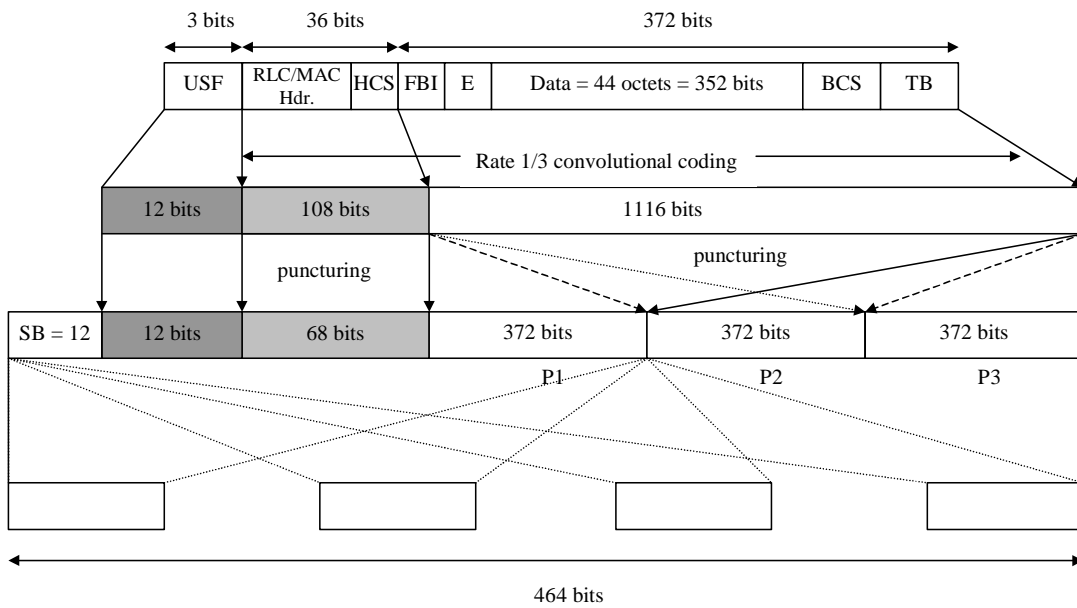 3 bits
36 bits
372 bits
USF
RLC/MAC
Hdr.
HCS
FBI
E
Data = 44 octets = 352 bits
BCS
TB
Rate 1/3 convolutional coding
12 bits
108 bits
1116 bits
puncturing
puncturing
SB = 12
12 bits
68 bits
372 bits
372 bits
372 bits
P1
P2
P3
464 bits